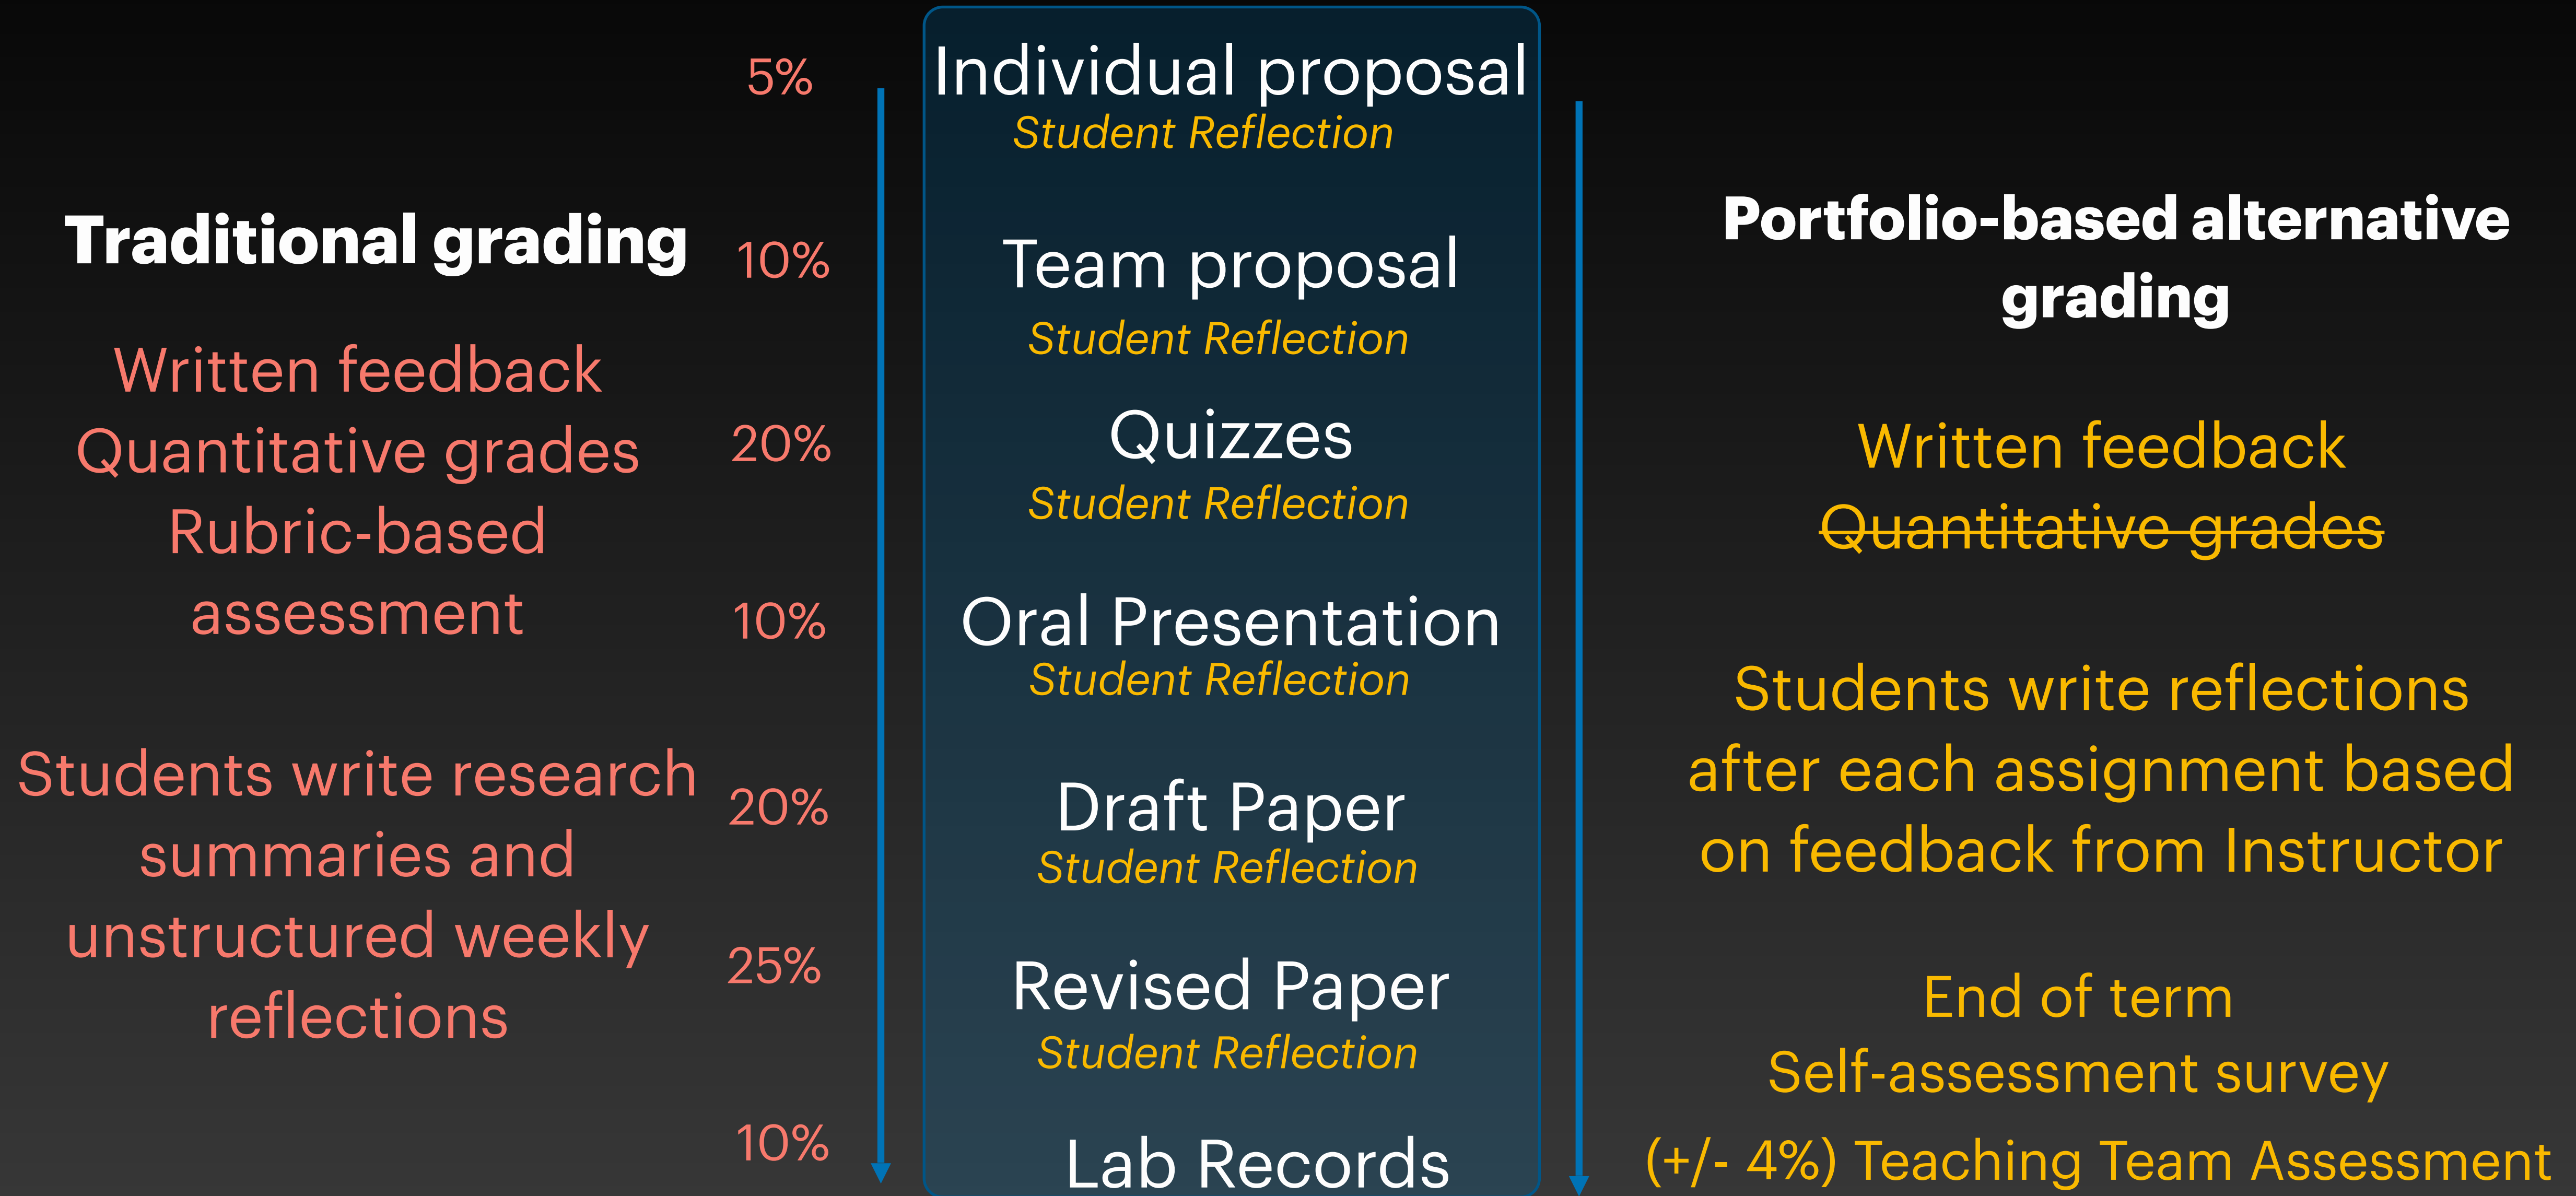 Traditional grading
Written feedback
Quantitative grades
Rubric-based
assessment
Students write research
summaries and
unstructured weekly
reflections
5%
10%
20%
10%
20%
25%
10%
Individual proposal
Student Reflection
Team proposal
Student Reflection
Quizzes
Student Reflection
Oral Presentation
Student Reflection
Draft Paper
Student Reflection
Revised Paper
Student Reflection
Lab Records
Portfolio-based alternative
grading
Written feedback
Quantitative grades
Students write reflections
after each assignment based
on feedback from Instructor
End of term
Self-assessment survey
(+/- 4%) Teaching Team Assessment